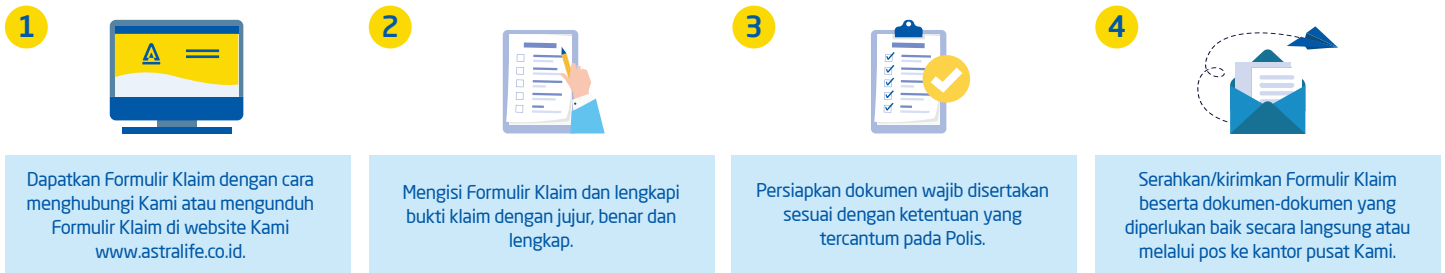 1
Dapatkan Formulir Klaim dengan cara
menghubungi Kami atau mengunduh
Formulir Klaim di website Kami
www.astralife.co.id.
2
Mengisi Formulir Klaim dan lengkapi
bukti klaim dengan jujur, benar dan
lengkap.
3
Persiapkan dokumen wajib disertakan
sesuai dengan ketentuan yang
tercantum pada Polis.
4
Serahkan/kirimkan Formulir Klaim
beserta dokumen-dokumen yang
diperlukan baik secara langsung atau
melalui pos ke kantor pusat Kami.